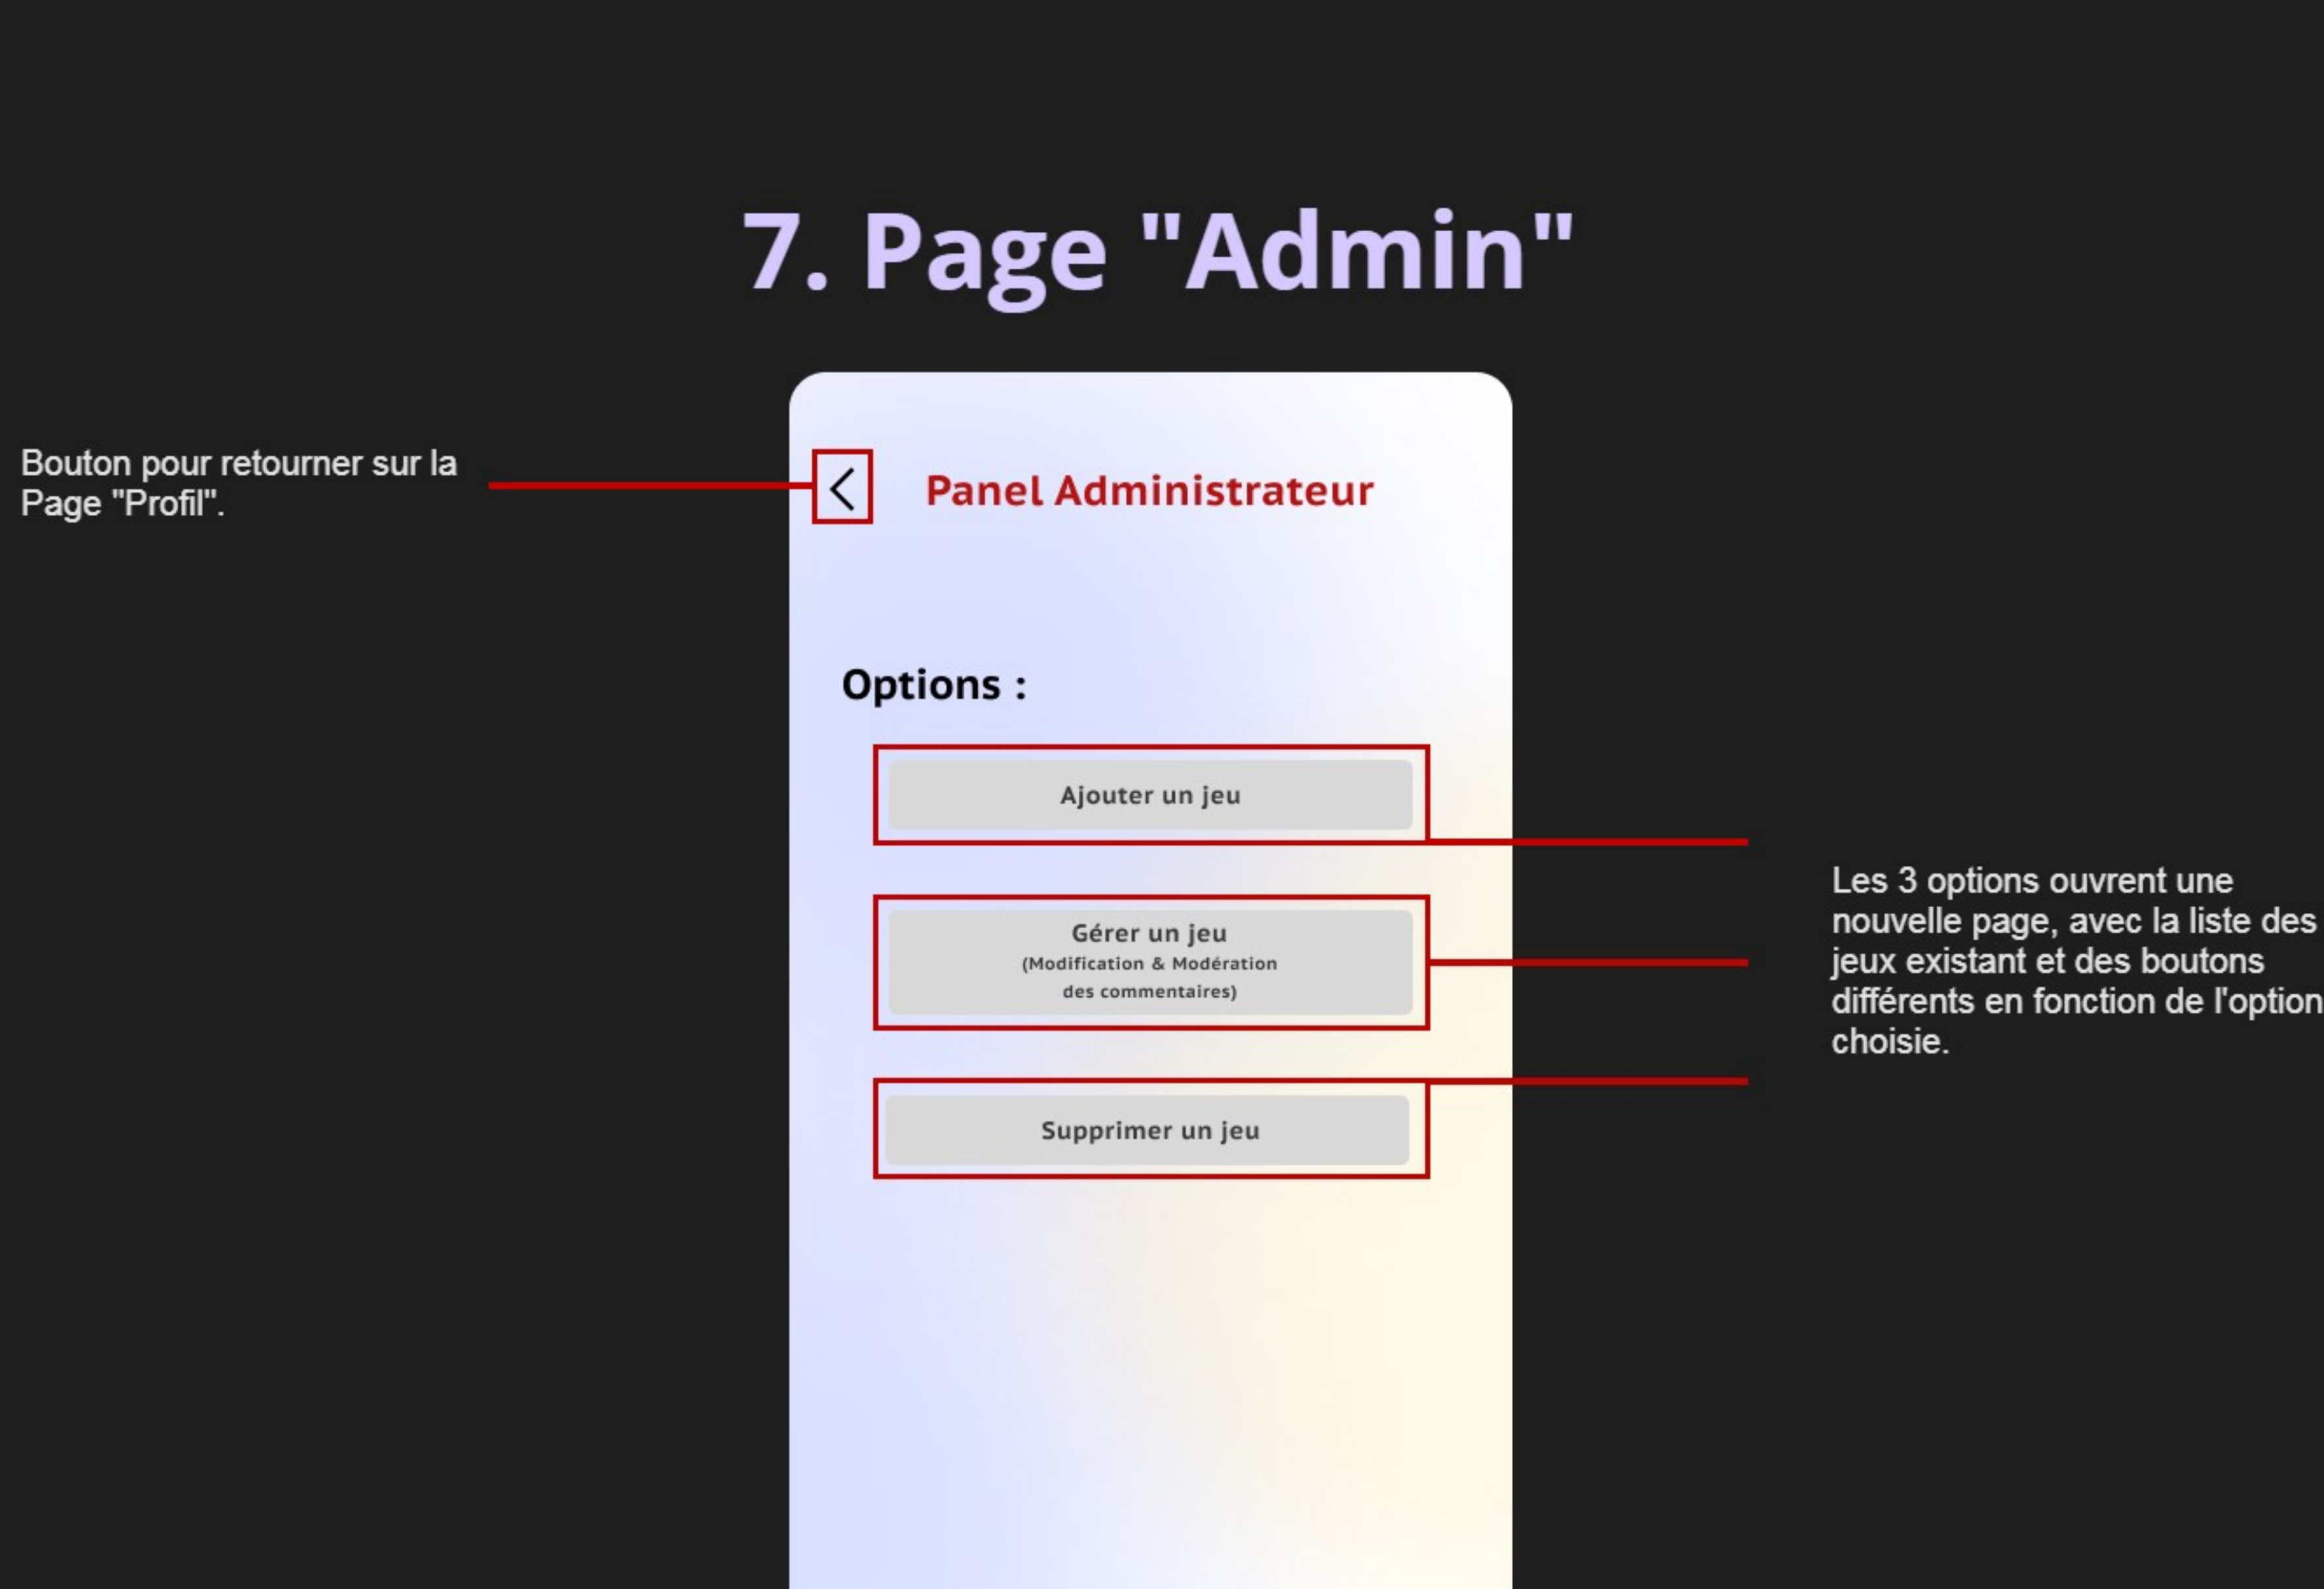 7. Page "Admin"
Bouton pour retourner sur la
Page "Profil".
Panel Administrateur
Options :
Ajouter un jeu
Gérer un jeu
(Modification & Modération
des commentaires)
Supprimer un jeu
Les 3 options ouvrent une
nouvelle page, avec la liste des
jeux existant et des boutons
différents en fonction de l'option
choisie.